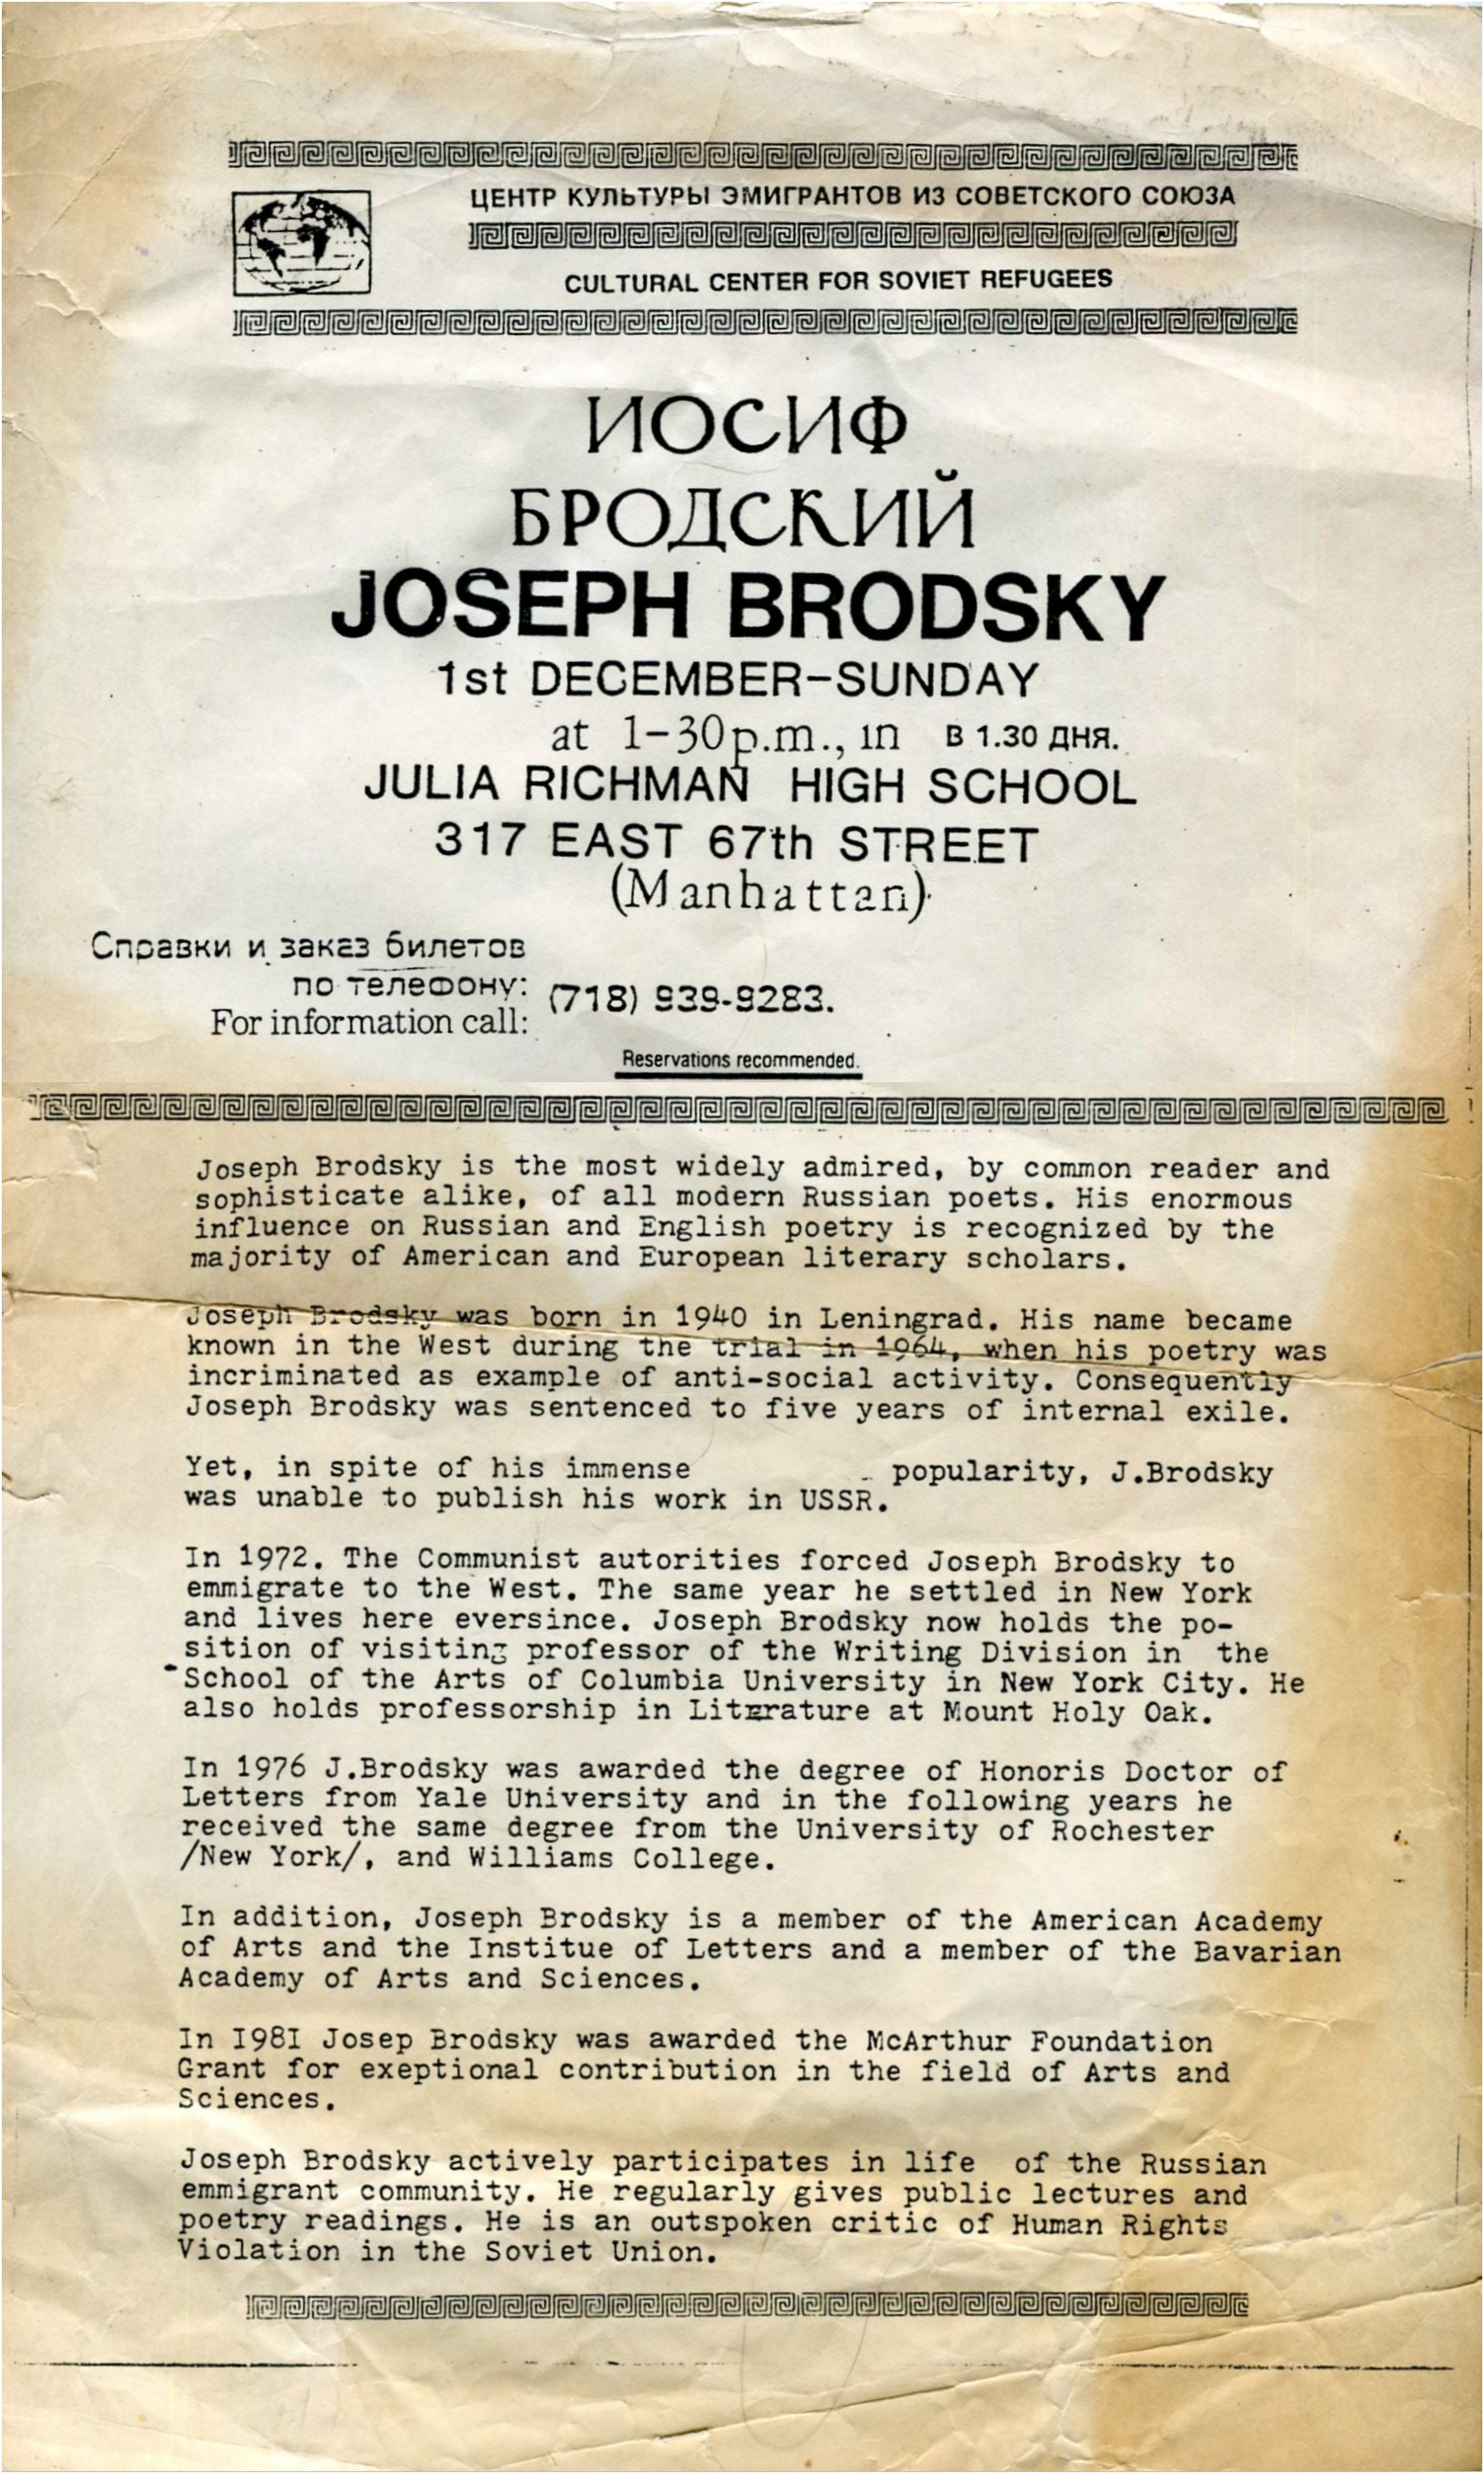 ЦЕНТР КУЛЬТУРЫ ЭМИГРАНТОВ ИЗ СОВЕТСКОГО СОЮЗА
CULTURAL CENTER FOR SOVIET REFUGEES
ИОСИФ
БРОДСКИЙ
JOSEPH BRODSKY
1st DECEMBER–SUNDAY
at 1–30p.m., in В 1.30 ДНЯ.
JULIA RICHMAN HIGH SCHOOL
317 EAST 67th STREET
(Manhattan)
Справки и заказ билетов
по телефону:
For information call:
(718) 939-9283.
Reservations recommended.
Joseph Brodsky is the most widely admired, by common reader and
sophisticate alike, of all modern Russian poets. His enormous
influence on Russian and English poetry is recognized by the
majority of American and European literary scholars.
Joseph Brodsky was born in 1940 in Leningrad. His name became
known in the West during the trial in 1964, when his poetry was
incriminated as example of anti-social activity. Consequently
Joseph Brodsky was sentenced to five years of internal exile.
Yet, in spite of his immense popularity, J.Brodsky
was unable to publish his work in USSR.
In 1972. The Communist autorities forced Joseph Brodsky to
emmigrate to the West. The same year he settled in New York
and lives here eversince. Joseph Brodsky now holds the po-
sition of visiting professor of the Writing Division in the
School of the Arts of Columbia University in New York City. He
also holds professorship in Literature at Mount Holy Oak.
In 1976 J.Brodsky was awarded the degree of Honoris Doctor of
Letters from Yale University and in the following years he
received the same degree from the University of Rochester
/New York/, and Williams College.
In addition, Joseph Brodsky is a member of the American Academy
of Arts and the Institue of Letters and a member of the Bavarian
Academy of Arts and Sciences.
In I98I Josep Brodsky was awarded the McArthur Foundation
Grant for exeptional contribution in the field of Arts and
Sciences.
Joseph Brodsky actively participates in life of the Russian
emmigrant community. He regularly gives public lectures and
poetry readings. He is an outspoken critic of Human Rights
Violation in the Soviet Union.